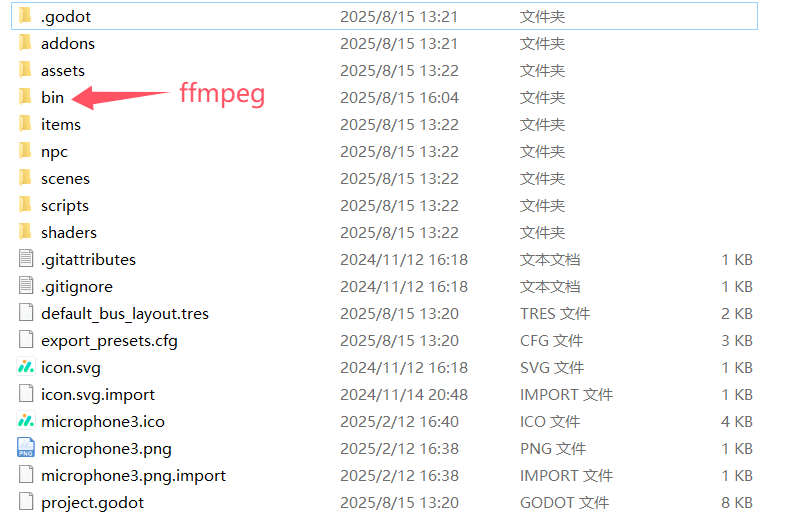 .godot 2025/8/15 13:21 文件夹
addons 2025/8/15 13:21 文件夹
assets 2025/8/15 13:22 文件夹
bin ffmpeg 2025/8/15 16:04 文件夹
items 2025/8/15 13:22 文件夹
npc 2025/8/15 13:22 文件夹
scenes 2025/8/15 13:22 文件夹
scripts 2025/8/15 13:22 文件夹
shaders 2025/8/15 13:22 文件夹
.gitattributes 2024/11/12 16:18 文本文档 1 KB
.gitignore 2024/11/12 16:18 文本文档 1 KB
default_bus_layout.tres 2025/8/15 13:20 TRES 文件 2 KB
export_presets.cfg 2025/8/15 13:20 CFG 文件 3 KB
icon.svg 2024/11/12 16:18 SVG 文件 1 KB
icon.svg.import 2024/11/14 20:48 IMPORT 文件 1 KB
microphone3.ico 2025/2/12 16:40 ICO 文件 4 KB
microphone3.png 2025/2/12 16:38 PNG 文件 1 KB
microphone3.png.import 2025/2/12 16:38 IMPORT 文件 1 KB
project.godot 2025/8/15 13:20 GODOT 文件 8 KB